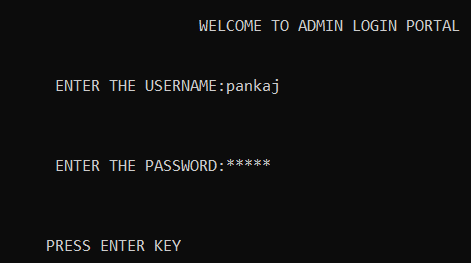 WELCOME TO ADMIN LOGIN PORTAL
ENTER THE USERNAME:pankaj
ENTER THE PASSWORD:*****
PRESS ENTER KEY